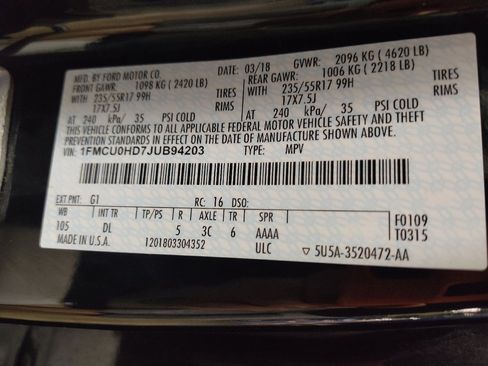 MFD. BY FORD MOTOR CO. DATE: 03/18 GVWR: 2096 KG (4620 LB)
FRONT GAWR: 1098 KG (2420 LB) REAR GAWR: 1006 KG (2218 LB)
WITH 235/55R17 99H TIRES WITH 235/55R17 99H TIRES
17X7.5J RIMS 17X7.5J RIMS
AT 240 kPa/ 35 PSI COLD AT 240 kPa/ 35 PSI COLD
THIS VEHICLE CONFORMS TO ALL APPLICABLE FEDERAL MOTOR VEHICLE SAFETY AND THEFT
PREVENTION STANDARDS IN EFFECT ON THE DATE OF MANUFACTURE SHOWN ABOVE.
VIN: 1FMCU0HD7JUB94203 TYPE: MPV
EXT PNT: G1 RC: 16 DSO:
WB INT TR TP/PS R AXLE TR SPR F0109
105 DL 5 3C 6 AAAA T0315
MADE IN U.S.A. 1201803304352 ULC ▽ 5U5A-3520472-AA